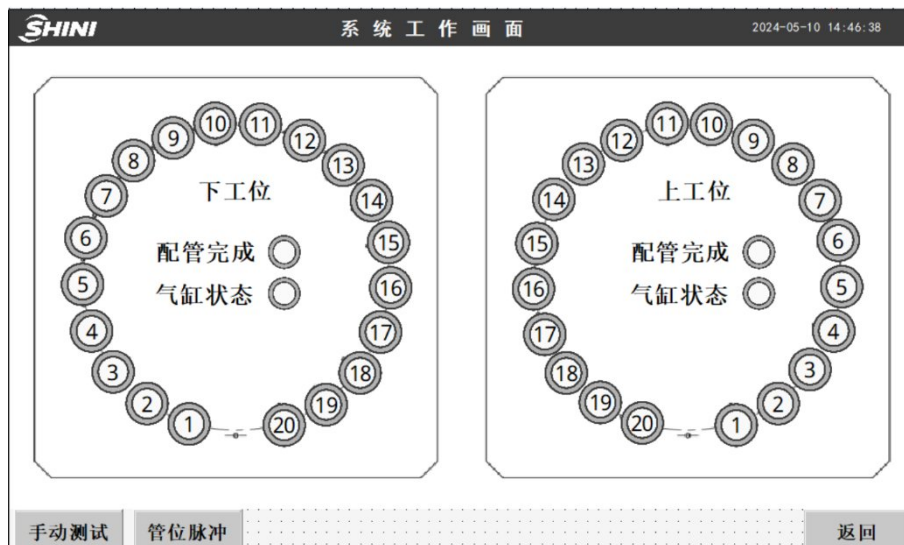 SHINI
系统工作画面
2024-05-10 14:46:38
10 11
9 12
8 13
7 14
下工位
6 15
配管完成
5 16
气缸状态
4 17
3 18
2 19
1 20
11 10
12 9
13 8
14 7
上工位
15 6
配管完成
16 5
气缸状态
17 4
18 3
19 2
20 1
手动测试
管位脉冲
返回